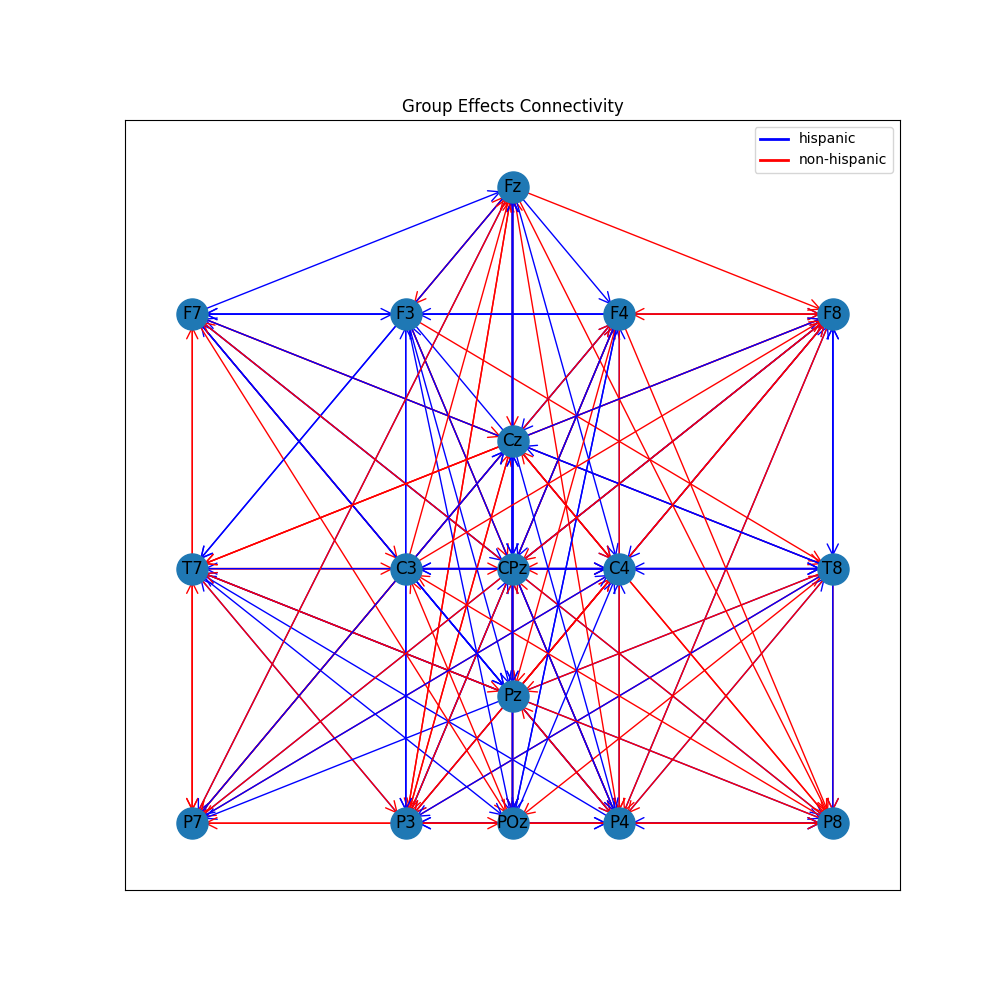 Group Effects Connectivity
hispanic
non-hispanic
Fz
F7 F3 F4 F8
Cz
T7 C3 CPz C4 T8
Pz
P7 P3 POz P4 P8